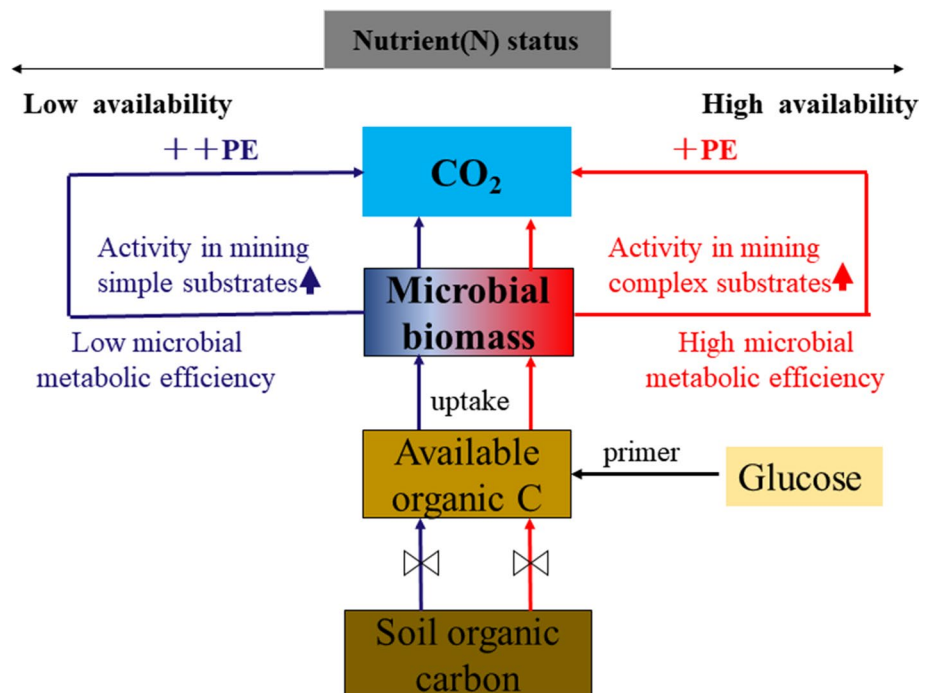 Nutrient(N) status
Low availability
High availability
++PE
+PE
CO₂
Activity in mining
simple substrates
Activity in mining
complex substrates
Microbial
biomass
Low microbial
metabolic efficiency
High microbial
metabolic efficiency
uptake
Available
organic C
primer
Glucose
Soil organic
carbon